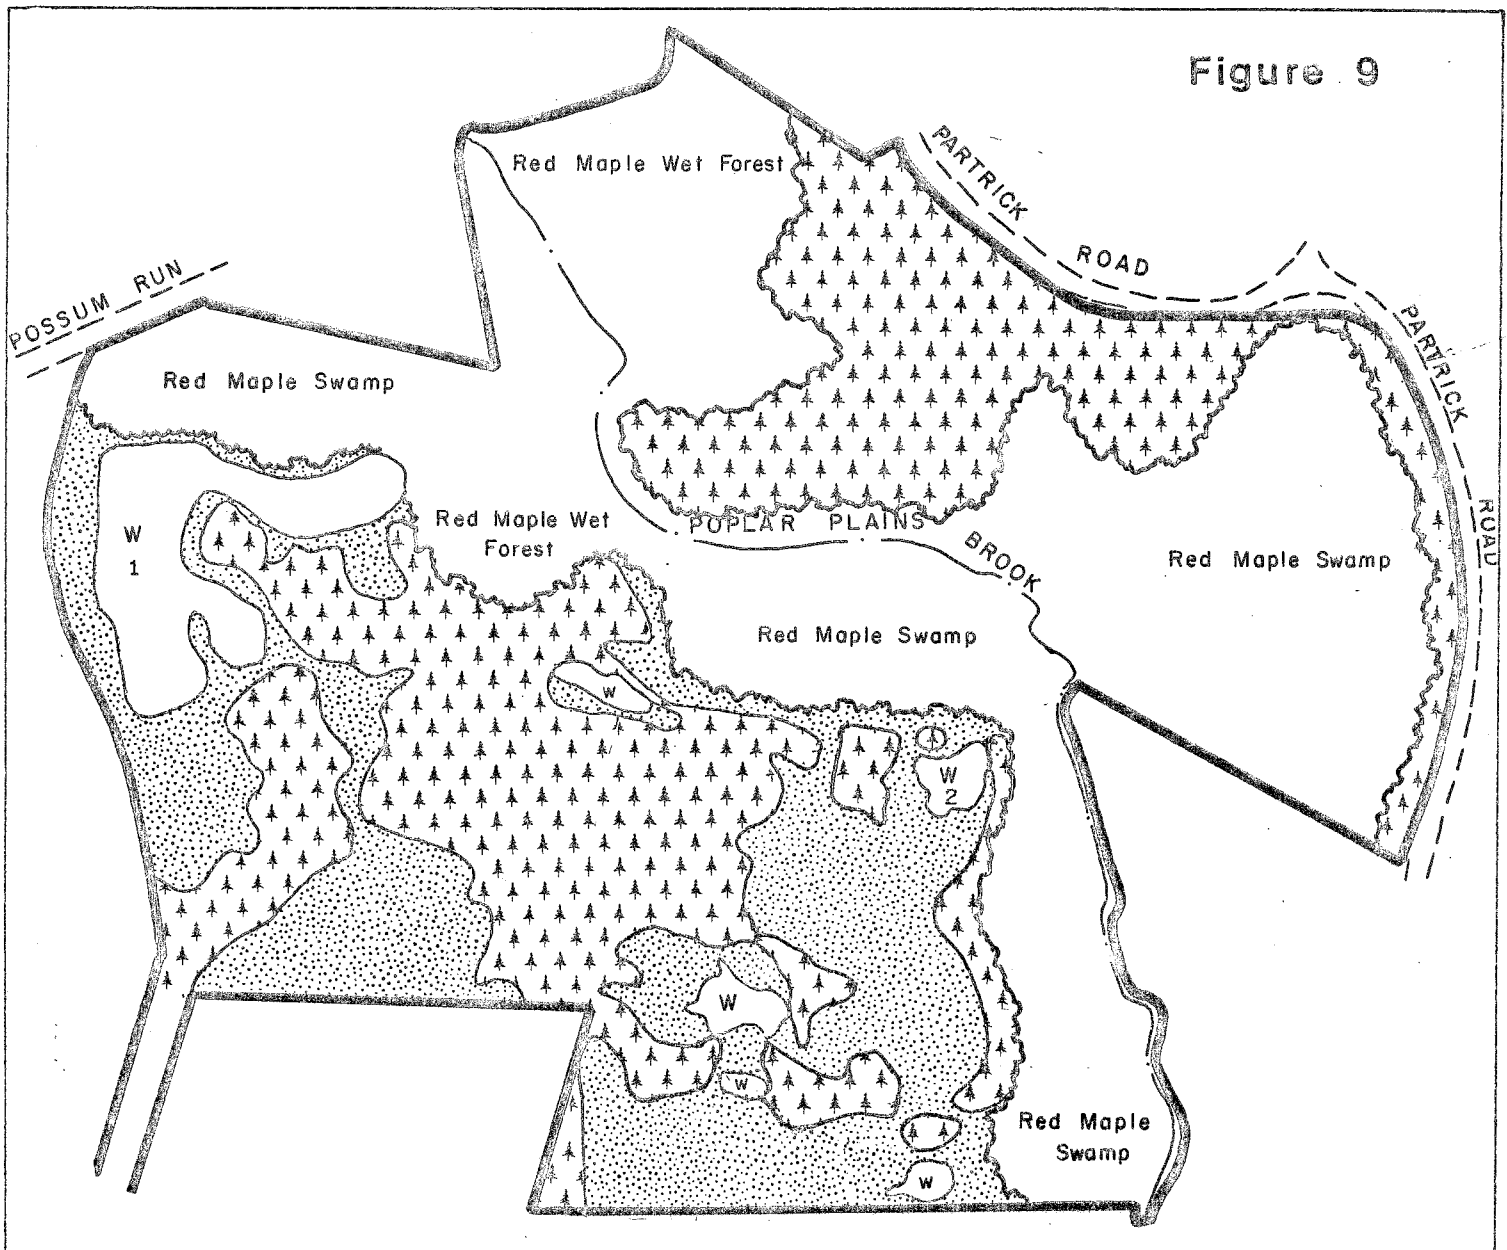 Figure 9
PARTRICK
ROAD
Red Maple Wet Forest
POSSUM RUN
PARTRICK
ROAD
Red Maple Swamp
W
1
Red Maple Wet
Forest
POPLAR PLAINS
BROOK
Red Maple Swamp
Red Maple Swamp
W
W
2
W
W
Red Maple
Swamp
W